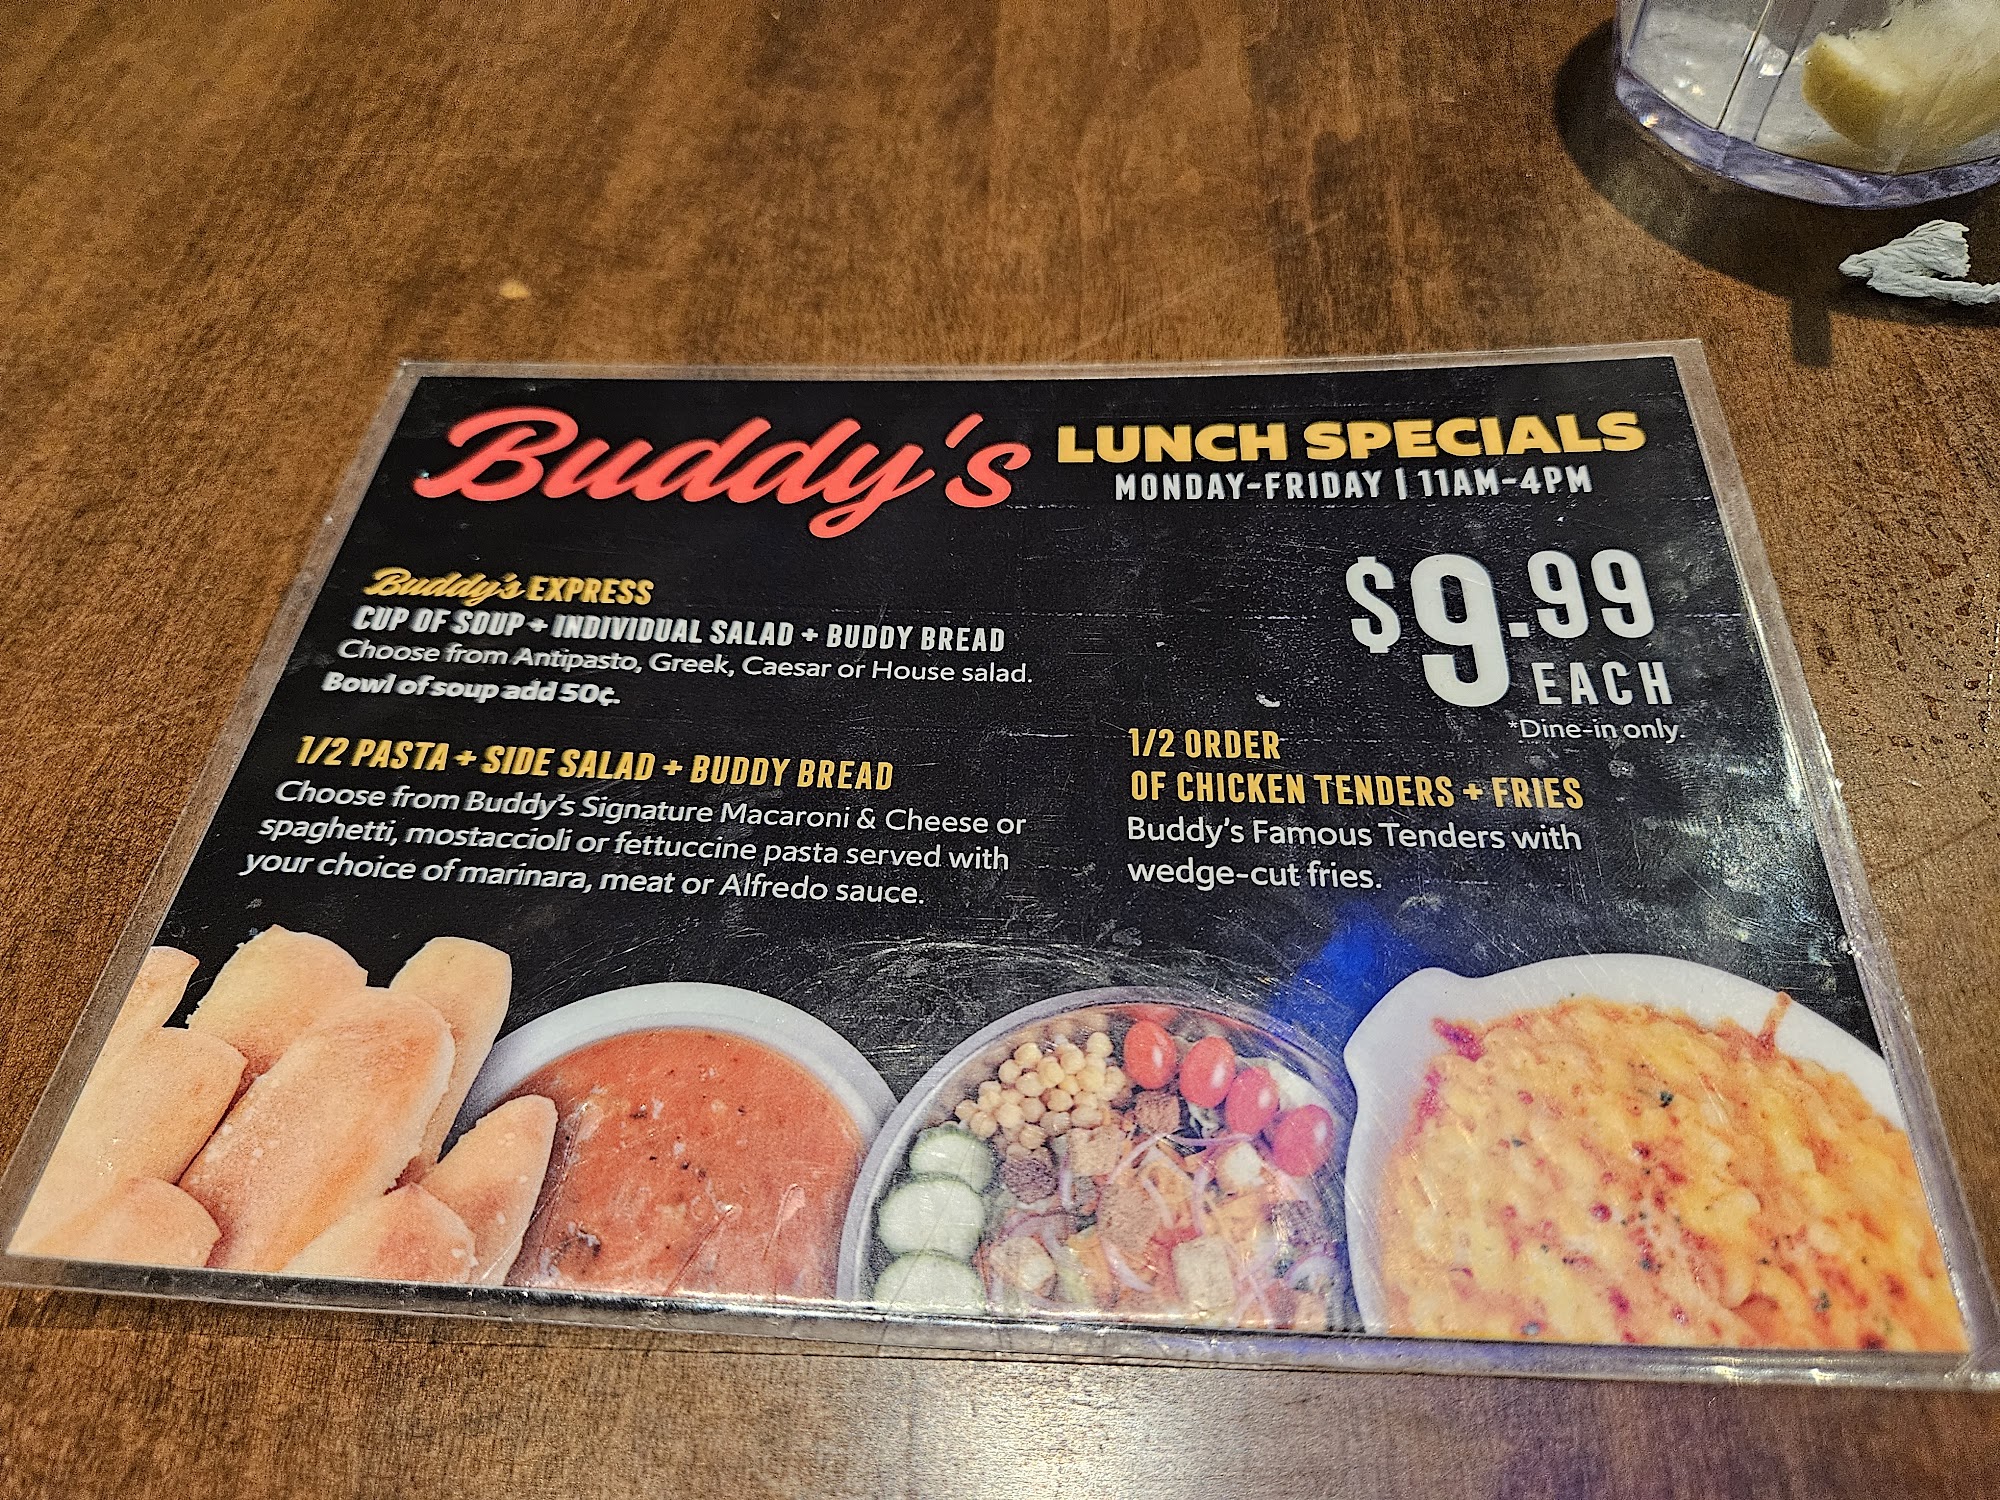 Buddy's LUNCH SPECIALS
MONDAY-FRIDAY | 11AM-4PM
Buddy's EXPRESS
CUP OF SOUP + INDIVIDUAL SALAD + BUDDY BREAD
Choose from Antipasto, Greek, Caesar or House salad.
Bowl of soup add 50¢.
$9.99
EACH
*Dine-in only.
1/2 PASTA + SIDE SALAD + BUDDY BREAD
Choose from Buddy's Signature Macaroni & Cheese or
spaghetti, mostaccioli or fettuccine pasta served with
your choice of marinara, meat or Alfredo sauce.
1/2 ORDER
OF CHICKEN TENDERS + FRIES
Buddy's Famous Tenders with
wedge-cut fries.